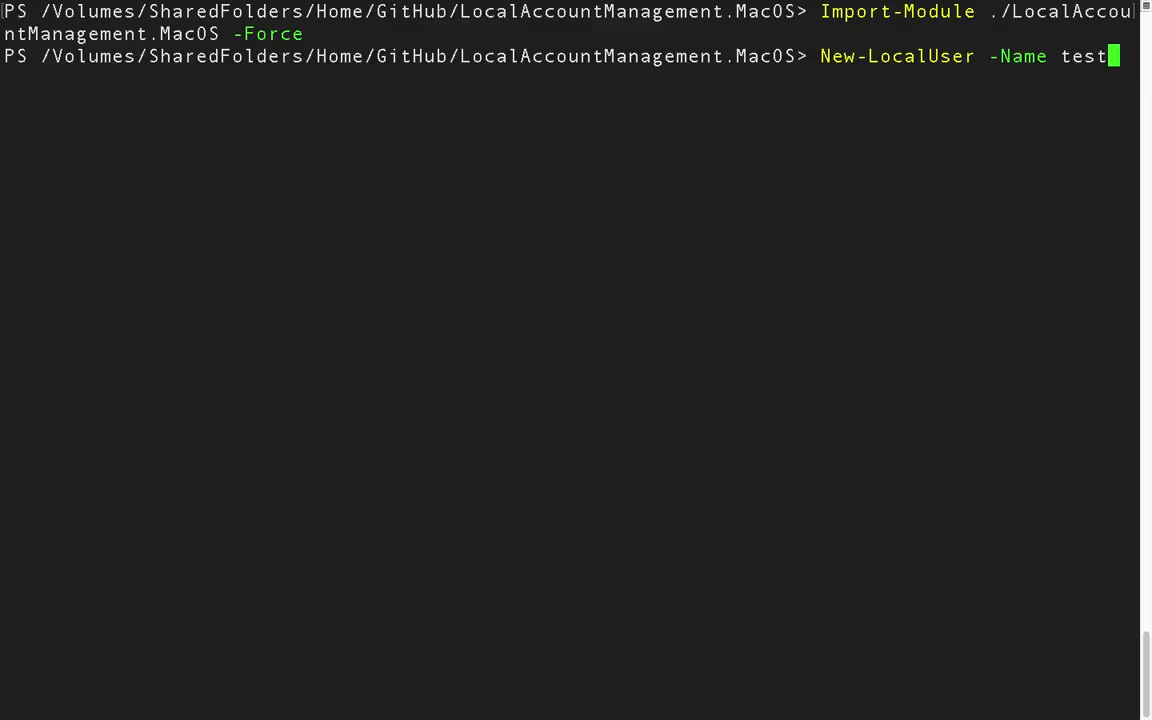 PS /Volumes/SharedFolders/Home/GitHub/LocalAccountManagement.MacOS> Import-Module ./LocalAccou
ntManagement.MacOS -Force
PS /Volumes/SharedFolders/Home/GitHub/LocalAccountManagement.MacOS> New-LocalUser -Name test